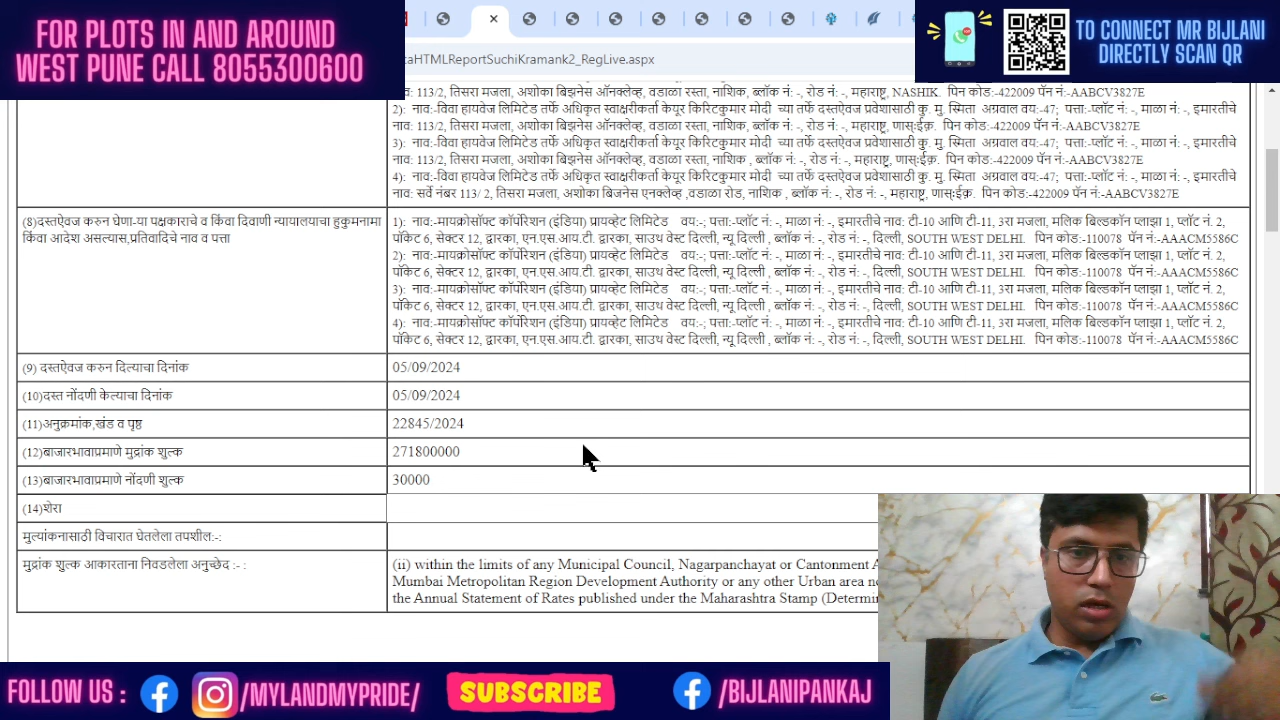 FOR PLOTS IN AND AROUND
WEST PUNE CALL 8055300600
TO CONNECT MR BIJLANI
DIRECTLY SCAN QR
taHTMLReportSuchiKramank2_RegLive.aspx
113/2, तिसरा मजला, अशोका बिझनेस ऑनक्लेव्ह, वडाळा रस्ता, नाशिक, ब्लॉक नं: -, रोड नं: -, महाराष्ट्र, NASHIK. पिन कोड:-422009 पॅन नं:-AABCV3827E
2): नाव:-विवा हायवेज लिमिटेड तर्फे अधिकृत स्वाक्षरीकर्ता केयूर किरिटकुमार मोदी च्या तर्फे दस्तऐवज प्रवेशासाठी कु. मु. स्मिता अग्रवाल वय:-47; पत्ता:-प्लॉट नं: -, माळा नं: -, इमारतीचे
नाव: 113/2, तिसरा मजला, अशोका बिझनेस ऑनक्लेव्ह, वडाळा रस्ता, नाशिक, ब्लॉक नं: -, रोड नं: -, महाराष्ट्र, णास्ःईक्. पिन कोड:-422009 पॅन नं:-AABCV3827E
3): नाव:-विवा हायवेज लिमिटेड तर्फे अधिकृत स्वाक्षरीकर्ता केयूर किरिटकुमार मोदी च्या तर्फे दस्तऐवज प्रवेशासाठी कु. मु. स्मिता अग्रवाल वय:-47; पत्ता:-प्लॉट नं: -, माळा नं: -, इमारतीचे
नाव: 113/2, तिसरा मजला, अशोका बिझनेस ऑनक्लेव्ह, वडाळा रस्ता, नाशिक , ब्लॉक नं: -, रोड नं: -, महाराष्ट्र, णास्ःईक्. पिन कोड:-422009 पॅन नं:-AABCV3827E
4): नाव:-विवा हायवेज लिमिटेड तर्फे अधिकृत स्वाक्षरीकर्ता केयूर किरिटकुमार मोदी च्या तर्फे दस्तऐवज प्रवेशासाठी कु. मु. स्मिता अग्रवाल वय:-47; पत्ता:-प्लॉट नं: -, माळा नं: -, इमारतीचे
नाव: सर्वे नंबर 113/ 2, तिसरा मजला, अशोका बिजनेस एनक्लेव ,वडाळा रोड, नाशिक , ब्लॉक नं: -, रोड नं: -, महाराष्ट्र, णास्ःईक्. पिन कोड:-422009 पॅन नं:-AABCV3827E
(8)दस्तऐवज करुन घेणा-या पक्षकाराचे व किंवा दिवाणी न्यायालयाचा हुकुमनामा
किंवा आदेश असल्यास,प्रतिवादिचे नाव व पत्ता
1): नाव:-मायक्रोसॉफ्ट कॉर्पोरेशन (इंडिया) प्रायव्हेट लिमिटेड वय:-; पत्ता:-प्लॉट नं: -, माळा नं: -, इमारतीचे नाव: टी-10 आणि टी-11, 3रा मजला, मलिक बिल्डकॉन प्लाझा 1, प्लॉट नं. 2,
पॉकेट 6, सेक्टर 12, द्वारका, एन.एस.आय.टी. द्वारका, साउथ वेस्ट दिल्ली, न्यू दिल्ली , ब्लॉक नं: -, रोड नं: -, दिल्ली, SOUTH WEST DELHI. पिन कोड:-110078 पॅन नं:-AAACM5586C
2): नाव:-मायक्रोसॉफ्ट कॉर्पोरेशन (इंडिया) प्रायव्हेट लिमिटेड वय:-; पत्ता:-प्लॉट नं: -, माळा नं: -, इमारतीचे नाव: टी-10 आणि टी-11, 3रा मजला, मलिक बिल्डकॉन प्लाझा 1, प्लॉट नं. 2,
पॉकेट 6, सेक्टर 12, द्वारका, एन.एस.आय.टी. द्वारका, साउथ वेस्ट दिल्ली, न्यू दिल्ली , ब्लॉक नं: -, रोड नं: -, दिल्ली, SOUTH WEST DELHI. पिन कोड:-110078 पॅन नं:-AAACM5586C
3): नाव:-मायक्रोसॉफ्ट कॉर्पोरेशन (इंडिया) प्रायव्हेट लिमिटेड वय:-; पत्ता:-प्लॉट नं: -, माळा नं: -, इमारतीचे नाव: टी-10 आणि टी-11, 3रा मजला, मलिक बिल्डकॉन प्लाझा 1, प्लॉट नं. 2,
पॉकेट 6, सेक्टर 12, द्वारका, एन.एस.आय.टी. द्वारका, साउथ वेस्ट दिल्ली, न्यू दिल्ली , ब्लॉक नं: -, रोड नं: -, दिल्ली, SOUTH WEST DELHI. पिन कोड:-110078 पॅन नं:-AAACM5586C
4): नाव:-मायक्रोसॉफ्ट कॉर्पोरेशन (इंडिया) प्रायव्हेट लिमिटेड वय:-; पत्ता:-प्लॉट नं: -, माळा नं: -, इमारतीचे नाव: टी-10 आणि टी-11, 3रा मजला, मलिक बिल्डकॉन प्लाझा 1, प्लॉट नं. 2,
पॉकेट 6, सेक्टर 12, द्वारका, एन.एस.आय.टी. द्वारका, साउथ वेस्ट दिल्ली, न्यू दिल्ली , ब्लॉक नं: -, रोड नं: -, दिल्ली, SOUTH WEST DELHI. पिन कोड:-110078 पॅन नं:-AAACM5586C
(9) दस्तऐवज करुन दिल्याचा दिनांक
05/09/2024
(10)दस्त नोंदणी केल्याचा दिनांक
05/09/2024
(11)अनुक्रमांक,खंड व पृष्ठ
22845/2024
(12)बाजारभावाप्रमाणे मुद्रांक शुल्क
271800000
(13)बाजारभावाप्रमाणे नोंदणी शुल्क
30000
(14)शेरा
मुल्यांकनासाठी विचारात घेतलेला तपशील:-:
मुद्रांक शुल्क आकारताना निवडलेला अनुच्छेद :- :
(ii) within the limits of any Municipal Council, Nagarpanchayat or Cantonment
Mumbai Metropolitan Region Development Authority or any other Urban area
the Annual Statement of Rates published under the Maharashtra Stamp
FOLLOW US :
/MYLANDMYPRIDE/
SUBSCRIBE
/BIJLANIPANKAJ